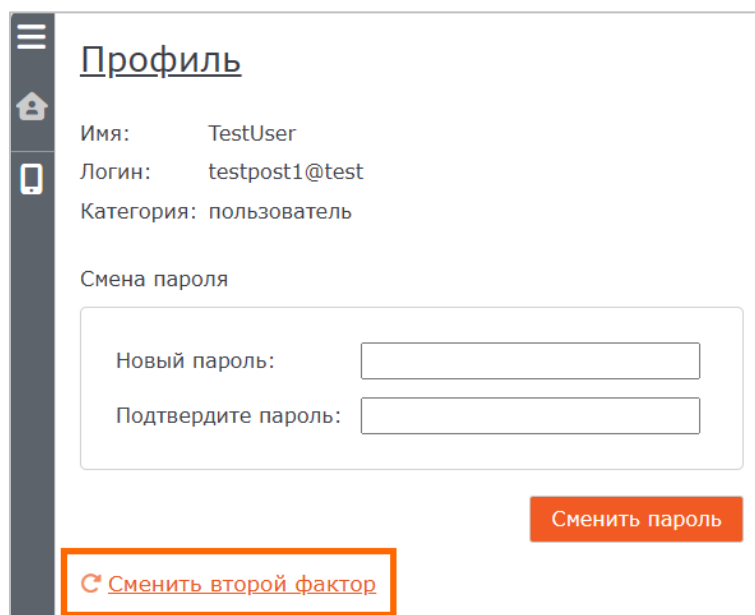 Профиль
Имя: TestUser
Логин: testpost1@test
Категория: пользователь
Смена пароля
Новый пароль:
Подтвердите пароль:
Сменить пароль
Сменить второй фактор